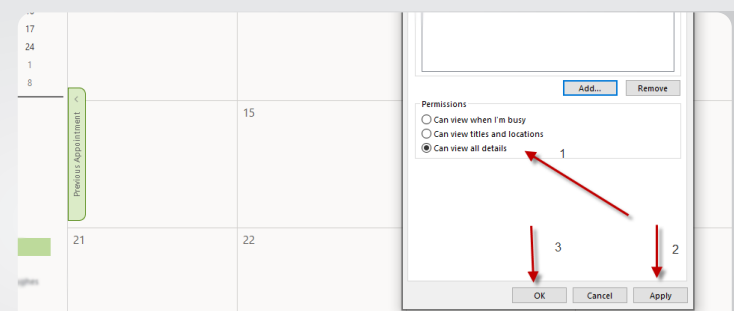 17
24
1
8
Previous Appointment
15
21
22
Add...
Remove
Permissions
Can view when I'm busy
Can view titles and locations
Can view all details
1
3
2
OK
Cancel
Apply